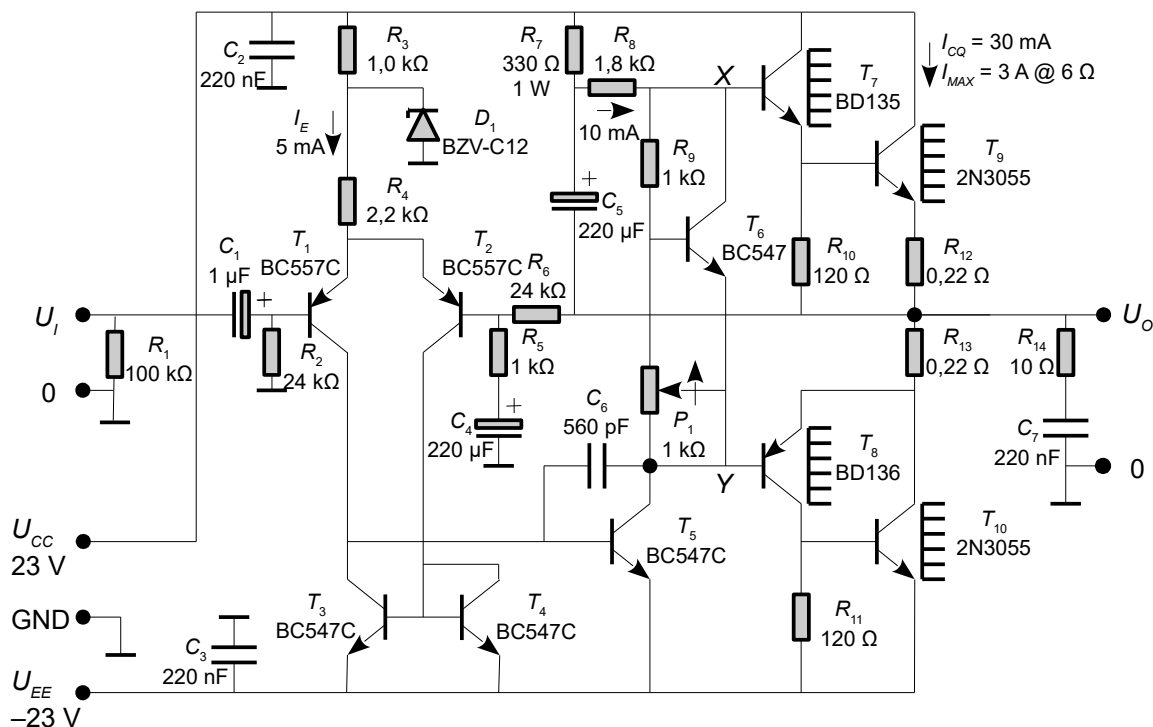 C2
220 nF
R3
1,0 kΩ
R7
330 Ω
1 W
R8
1,8 kΩ
X
T7
BD135
ICQ = 30 mA
IMAX = 3 A @ 6 Ω
IE
5 mA
D1
BZV-C12
10 mA
R9
1 kΩ
T9
2N3055
R4
2,2 kΩ
+
C5
220 µF
T6
BC547
C1
1 µF
+
T1
BC557C
T2
BC557C
R6
24 kΩ
R10
120 Ω
R12
0,22 Ω
UI
UO
R1
100 kΩ
R2
24 kΩ
R5
1 kΩ
R13
0,22 Ω
R14
10 Ω
0
+
C4
220 µF
C6
560 pF
P1
1 kΩ
T8
BD136
C7
220 nF
Y
0
UCC
23 V
T5
BC547C
T10
2N3055
GND
T3
BC547C
T4
BC547C
R11
120 Ω
C3
220 nF
UEE
–23 V